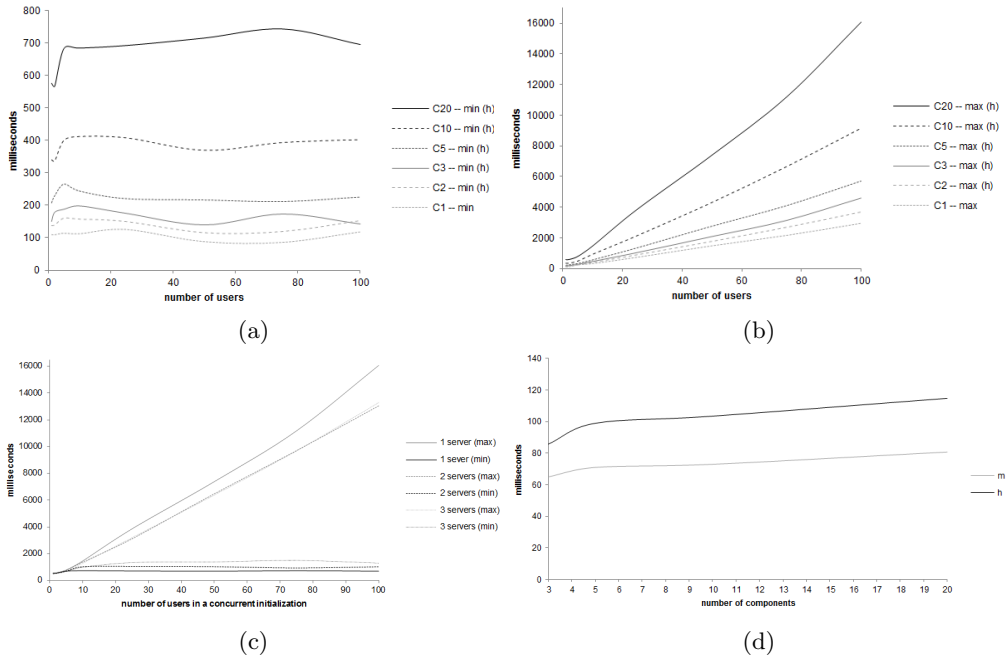 800
700
600
500
400
300
200
100
0
milliseconds
0 20 40 60 80 100
number of users
C20 -- min (h)
C10 -- min (h)
C5 -- min (h)
C3 -- min (h)
C2 -- min (h)
C1 -- min
(a)
16000
14000
12000
10000
8000
6000
4000
2000
0
milliseconds
0 20 40 60 80 100
number of users
C20 -- max (h)
C10 -- max (h)
C5 -- max (h)
C3 -- max (h)
C2 -- max (h)
C1 -- max
(b)
16000
14000
12000
10000
8000
6000
4000
2000
0
milliseconds
0 10 20 30 40 50 60 70 80 90 100
number of users in a concurrent initialization
1 server (max)
1 sever (min)
2 servers (max)
2 servers (min)
3 servers (max)
3 servers (min)
(c)
140
120
100
80
60
40
20
0
milliseconds
3 4 5 6 7 8 9 10 11 12 13 14 15 16 17 18 19 20
number of components
m
h
(d)